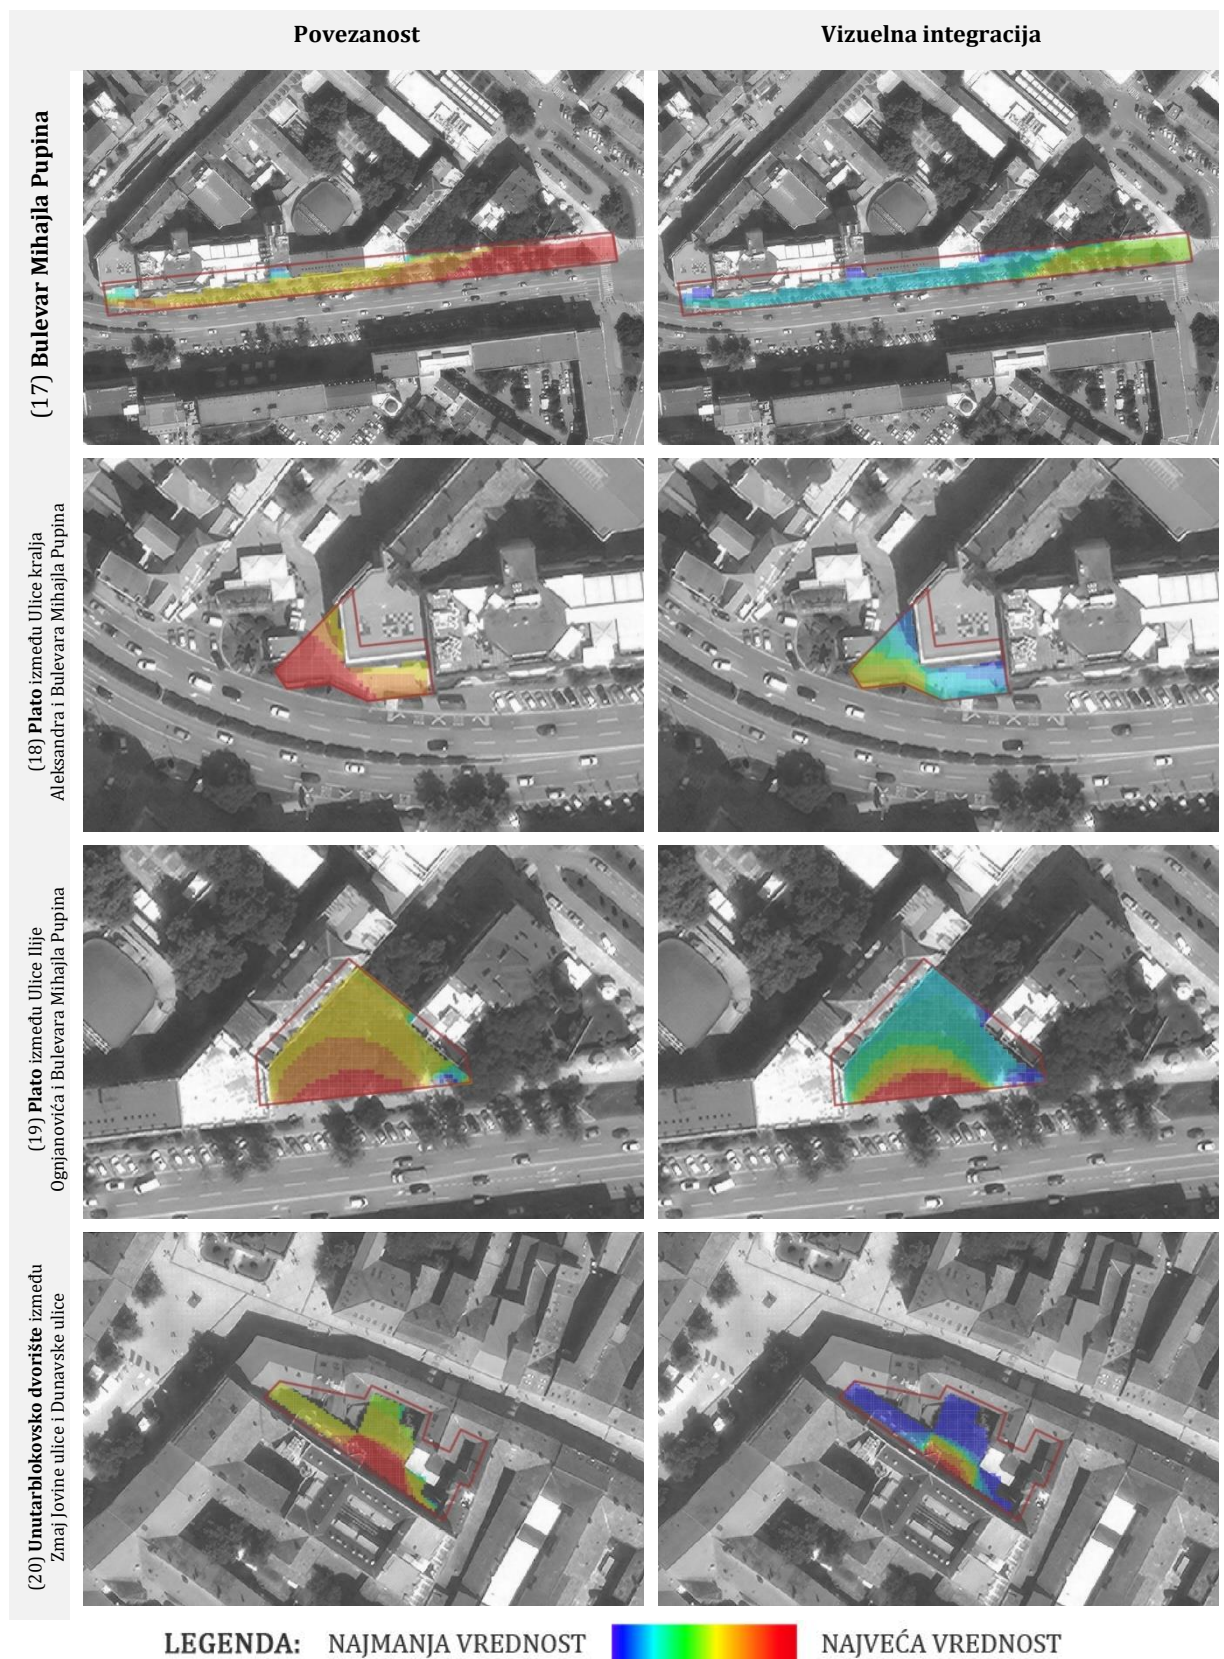 Povezanost
Vizuelna integracija
(17) Bulevar Mihajla Pupina
(18) Plato između Ulice kralja
Aleksandra i Bulevara Mihajla Pupina
(19) Plato između Ulice Ilije
Ognjanovića i Bulevara Mihajla Pupina
(20) Unutarblokovsko dvorište između
Zmaj Jovine ulice i Dunavske ulice
LEGENDA: NAJMANJA VREDNOST NAJVEĆA VREDNOST